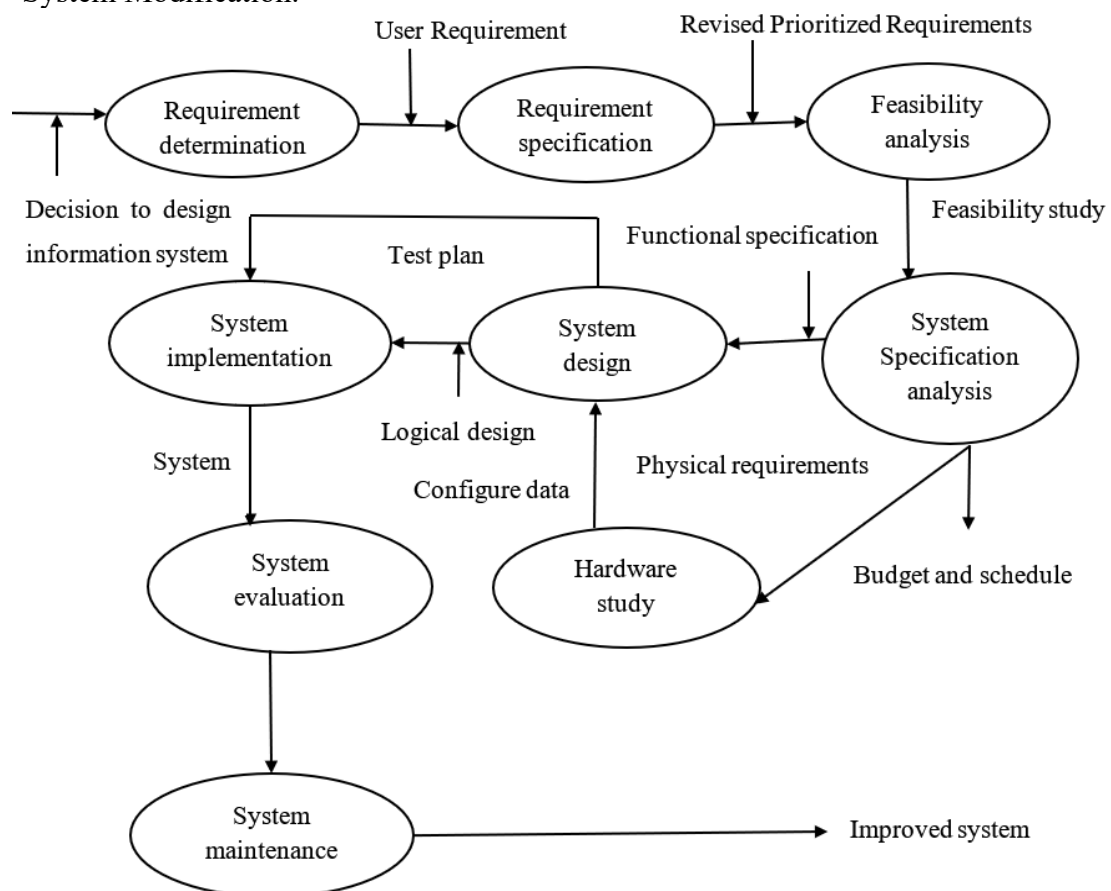 System Modification.
User Requirement
Revised Prioritized Requirements
Requirement
determination
Requirement
specification
Feasibility
analysis
Decision to design
information system
Feasibility study
Functional specification
Test plan
System
implementation
System
design
System
Specification
analysis
Logical design
System
Physical requirements
Configure data
System
evaluation
Hardware
study
Budget and schedule
System
maintenance
Improved system